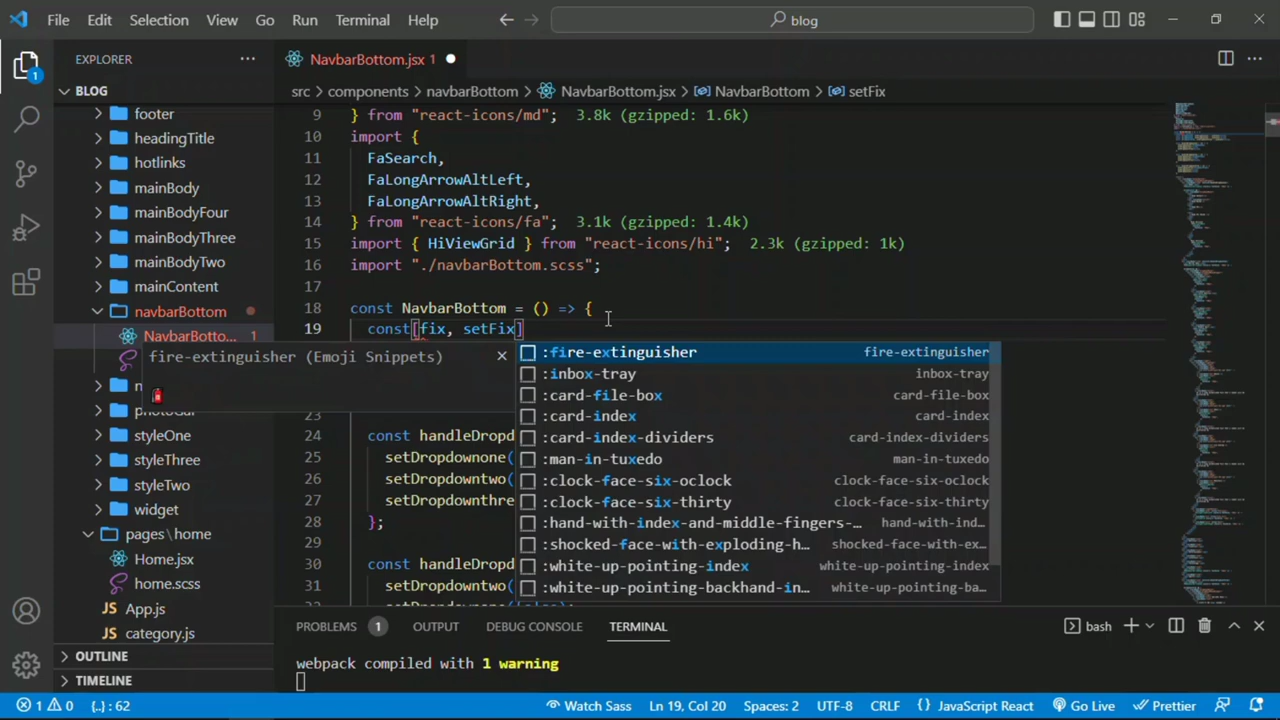 File Edit Selection View Go Run Terminal Help
blog
EXPLORER
BLOG
footer
headingTitle
hotlinks
mainBody
mainBodyFour
mainBodyThree
mainBodyTwo
mainContent
navbarBottom
NavbarBotto... 1
styleOne
styleThree
styleTwo
widget
pages\home
Home.jsx
home.scss
App.js
category.js
OUTLINE
TIMELINE
1
NavbarBottom.jsx 1
src > components > navbarBottom > NavbarBottom.jsx > NavbarBottom > setFix
9 } from "react-icons/md"; 3.8k (gzipped: 1.6k)
10 import {
11 FaSearch,
12 FaLongArrowAltLeft,
13 FaLongArrowAltRight,
14 } from "react-icons/fa"; 3.1k (gzipped: 1.4k)
15 import { HiViewGrid } from "react-icons/hi"; 2.3k (gzipped: 1k)
16 import "./navbarBottom.scss";
17
18 const NavbarBottom = () => {
19 const[fix, setFix]
fire-extinguisher (Emoji Snippets)
:fire-extinguisher fire-extinguisher
:inbox-tray inbox-tray
:card-file-box card-file-box
:card-index card-index
:card-index-dividers card-index-dividers
:man-in-tuxedo man-in-tuxedo
:clock-face-six-oclock clock-face-six-oclock
:clock-face-six-thirty clock-face-six-thirty
:hand-with-index-and-middle-fingers-… hand-with-ind…
:shocked-face-with-exploding-h… shocked-face-with-ex…
:white-up-pointing-index white-up-pointing-index
:white-up-pointing-backhand-in… white-up-pointing-ba…
23
24 const handleDropd
25 setDropdownone(
26 setDropdowntwo(
27 setDropdownthre
28 };
29
30 const handleDropd
31 setDropdowntwo(
PROBLEMS 1 OUTPUT DEBUG CONSOLE TERMINAL
bash
webpack compiled with 1 warning
1 0 {..} : 62 Watch Sass Ln 19, Col 20 Spaces: 2 UTF-8 CRLF { } JavaScript React Go Live Prettier